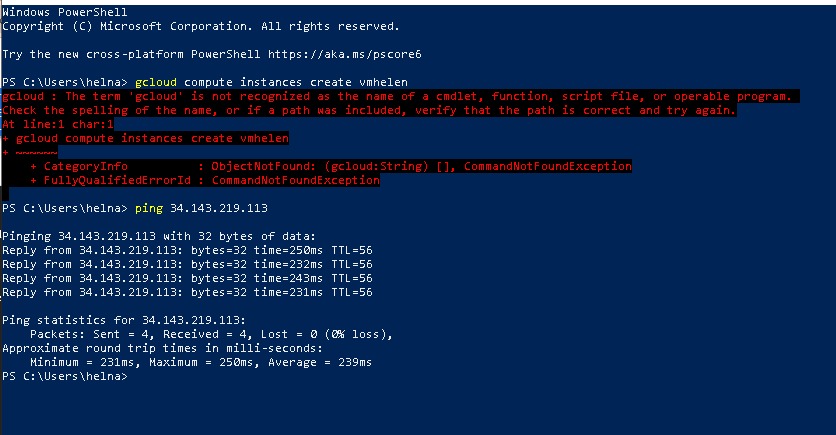 Windows PowerShell
Copyright (C) Microsoft Corporation. All rights reserved.
Try the new cross-platform PowerShell https://aka.ms/pscore6
PS C:\Users\helna> gcloud compute instances create vmhelen
gcloud : The term 'gcloud' is not recognized as the name of a cmdlet, function, script file, or operable program.
Check the spelling of the name, or if a path was included, verify that the path is correct and try again.
At line:1 char:1
+ gcloud compute instances create vmhelen
+ ~~~~~~
    + CategoryInfo          : ObjectNotFound: (gcloud:String) [], CommandNotFoundException
    + FullyQualifiedErrorId : CommandNotFoundException
PS C:\Users\helna> ping 34.143.219.113
Pinging 34.143.219.113 with 32 bytes of data:
Reply from 34.143.219.113: bytes=32 time=250ms TTL=56
Reply from 34.143.219.113: bytes=32 time=232ms TTL=56
Reply from 34.143.219.113: bytes=32 time=243ms TTL=56
Reply from 34.143.219.113: bytes=32 time=231ms TTL=56
Ping statistics for 34.143.219.113:
    Packets: Sent = 4, Received = 4, Lost = 0 (0% loss),
Approximate round trip times in milli-seconds:
    Minimum = 231ms, Maximum = 250ms, Average = 239ms
PS C:\Users\helna>